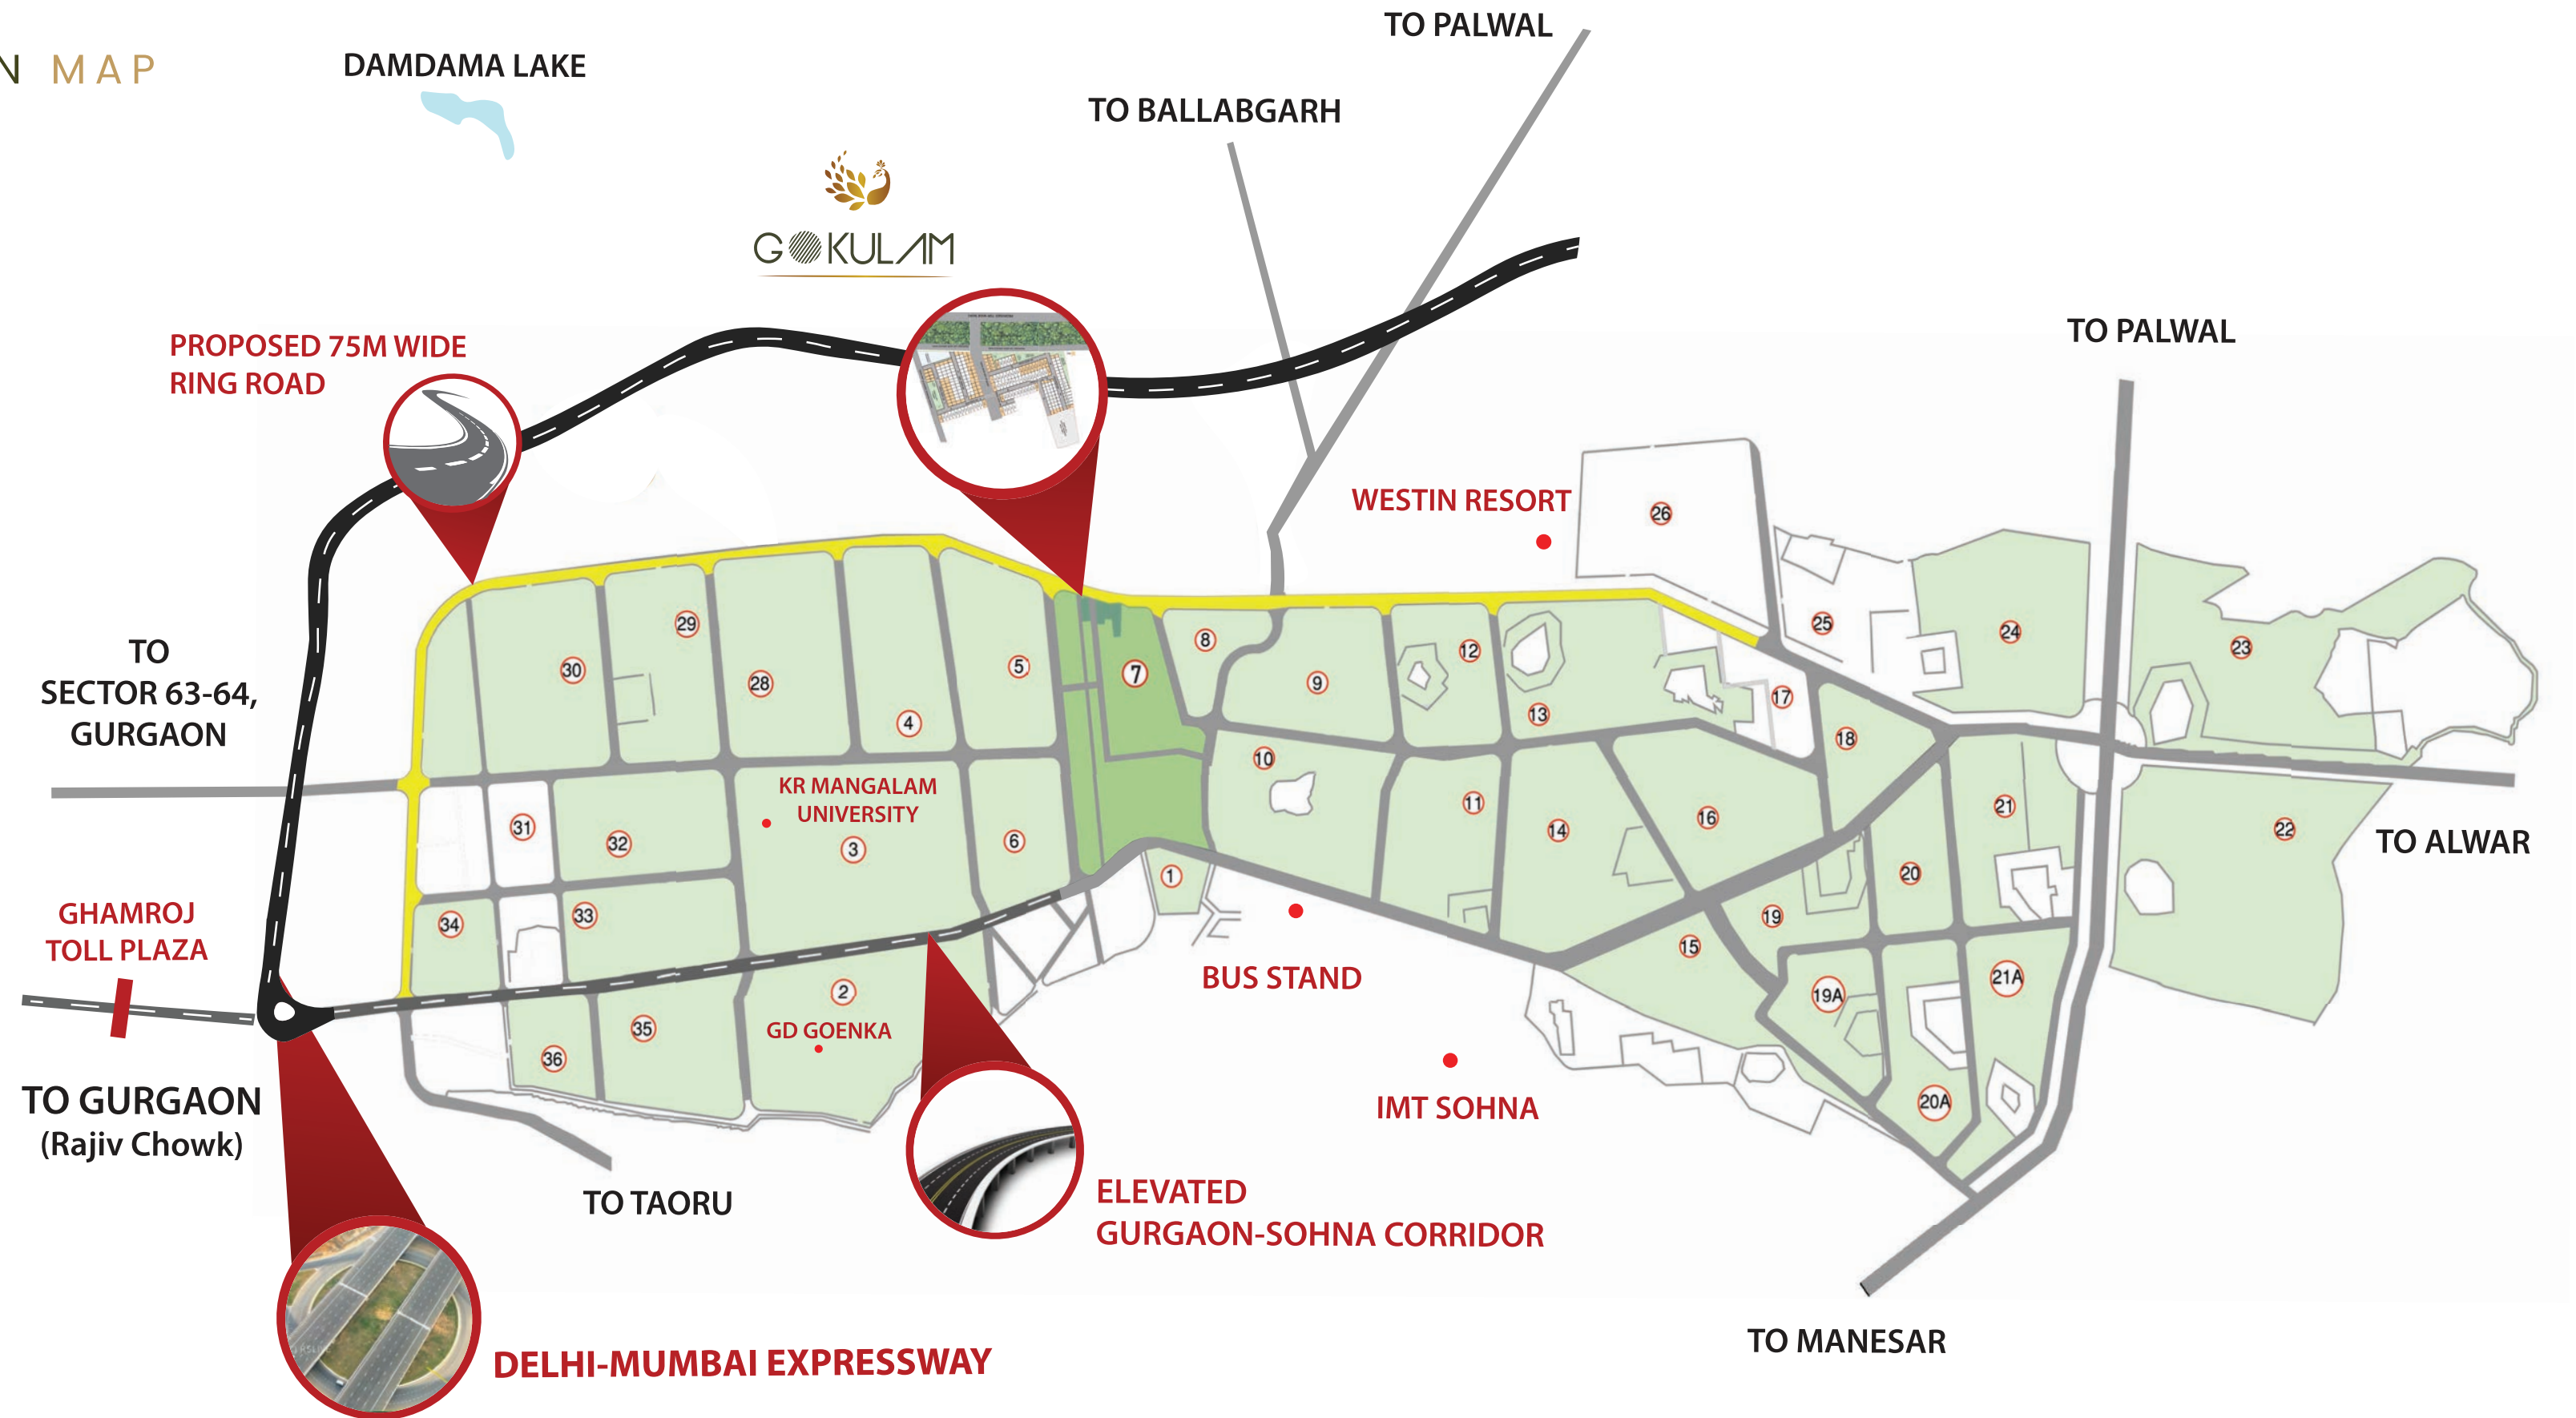 N MAP
DAMDAMA LAKE
TO PALWAL
TO BALLABGARH
GOKULAM
PROPOSED 75M WIDE
RING ROAD
TO PALWAL
WESTIN RESORT
26
25
24
23
29
30
28
5
4
7
8
9
12
13
17
18
TO
SECTOR 63-64,
GURGAON
10
11
14
16
21
22
TO ALWAR
KR MANGALAM
UNIVERSITY
31
32
3
6
1
20
19
15
GHAMROJ
TOLL PLAZA
34
33
BUS STAND
2
GD GOENKA
35
36
19A
21A
20A
IMT SOHNA
TO GURGAON
(Rajiv Chowk)
TO TAORU
ELEVATED
GURGAON-SOHNA CORRIDOR
DELHI-MUMBAI EXPRESSWAY
TO MANESAR